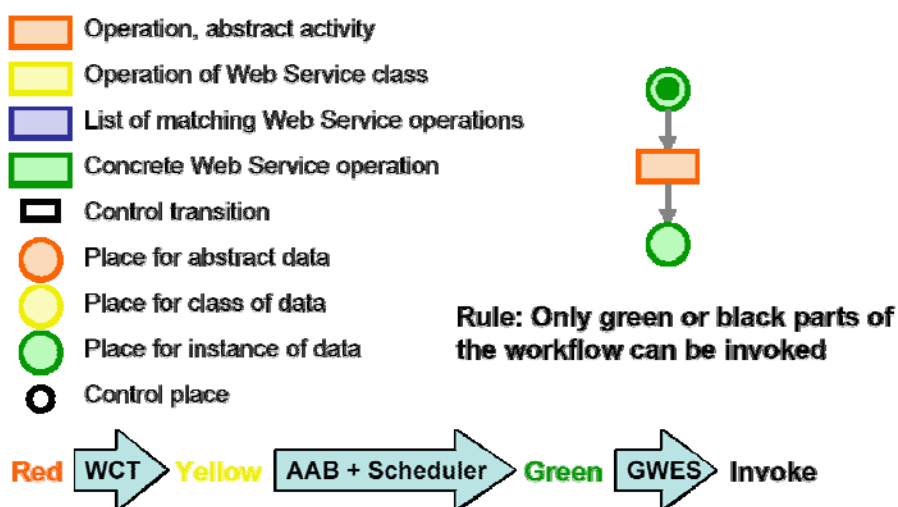 Operation, abstract activity
Operation of Web Service class
List of matching Web Service operations
Concrete Web Service operation
Control transition
Place for abstract data
Place for class of data
Place for instance of data
Control place
Rule: Only green or black parts of
the workflow can be invoked
Red WCT Yellow AAB + Scheduler Green GWES Invoke